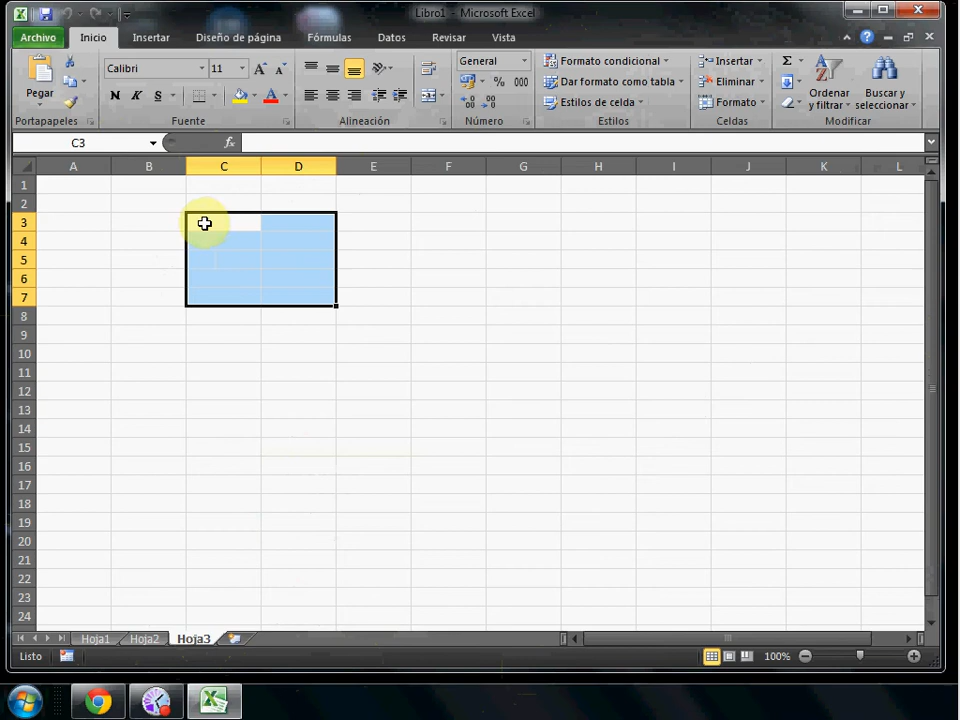 Libro1 - Microsoft Excel
Archivo Inicio Insertar Diseño de página Fórmulas Datos Revisar Vista
Calibri 11 General Formato condicional Insertar Σ
Pegar Dar formato como tabla Eliminar Ordenar y filtrar Buscar y seleccionar
N K S A % 000 Estilos de celda Formato
Portapapeles Fuente Alineación Número Estilos Celdas Modificar
C3 fx
A B C D E F G H I J K L
1
2
3
4
5
6
7
8
9
10
11
12
13
14
15
16
17
18
19
20
21
22
23
24
Hoja1 Hoja2 Hoja3
Listo 100%